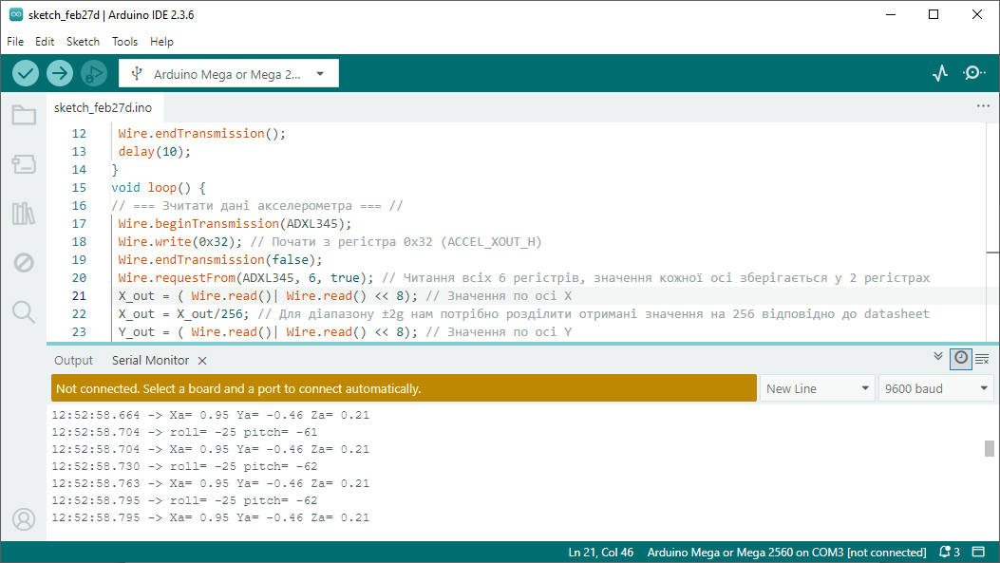 sketch_feb27d | Arduino IDE 2.3.6
File Edit Sketch Tools Help
Arduino Mega or Mega 2...
sketch_feb27d.ino
12 Wire.endTransmission();
13 delay(10);
14 }
15 void loop() {
16 // === Зчитати дані акселерометра === //
17 Wire.beginTransmission(ADXL345);
18 Wire.write(0x32); // Почати з регістра 0x32 (ACCEL_XOUT_H)
19 Wire.endTransmission(false);
20 Wire.requestFrom(ADXL345, 6, true); // Читання всіх 6 регістрів, значення кожної осі зберігається у 2 регістрах
21 X_out = ( Wire.read()| Wire.read() << 8); // Значення по осі X
22 X_out = X_out/256; // Для діапазону ±2g нам потрібно розділити отримані значення на 256 відповідно до datasheet
23 Y_out = ( Wire.read()| Wire.read() << 8); // Значення по осі Y
Output Serial Monitor
Not connected. Select a board and a port to connect automatically.
New Line
9600 baud
12:52:58.664 -> Xa= 0.95 Ya= -0.46 Za= 0.21
12:52:58.704 -> roll= -25 pitch= -61
12:52:58.704 -> Xa= 0.95 Ya= -0.46 Za= 0.21
12:52:58.730 -> roll= -25 pitch= -62
12:52:58.763 -> Xa= 0.95 Ya= -0.46 Za= 0.21
12:52:58.795 -> roll= -25 pitch= -62
12:52:58.795 -> Xa= 0.95 Ya= -0.46 Za= 0.21
Ln 21, Col 46 Arduino Mega or Mega 2560 on COM3 [not connected] 3